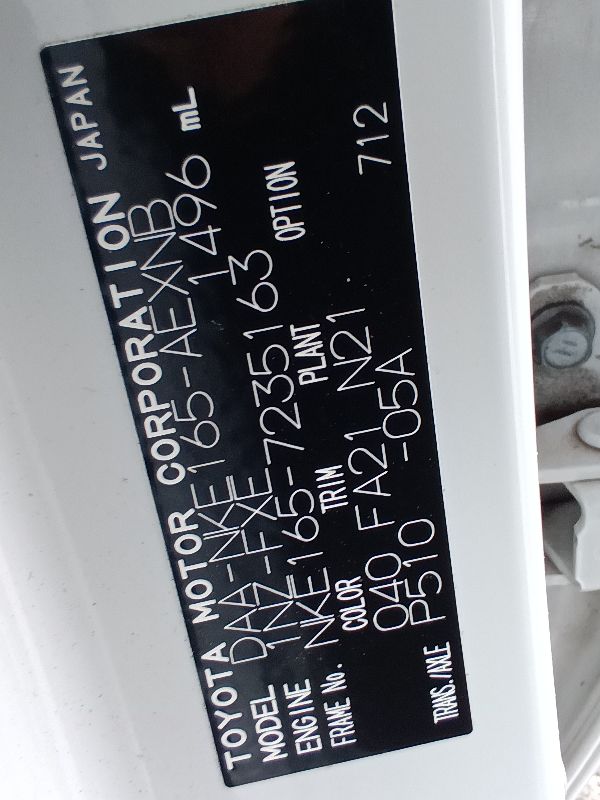 TOYOTA MOTOR CORPORATION JAPAN
MODEL DAA-NKE165-AEXNB
ENGINE 1NZ-FXE 1496 mL
FRAME No. NKE165-7235163
COLOR TRIM PLANT OPTION
040 FA21 N21 712
TRANS./AXLE P510 -05A